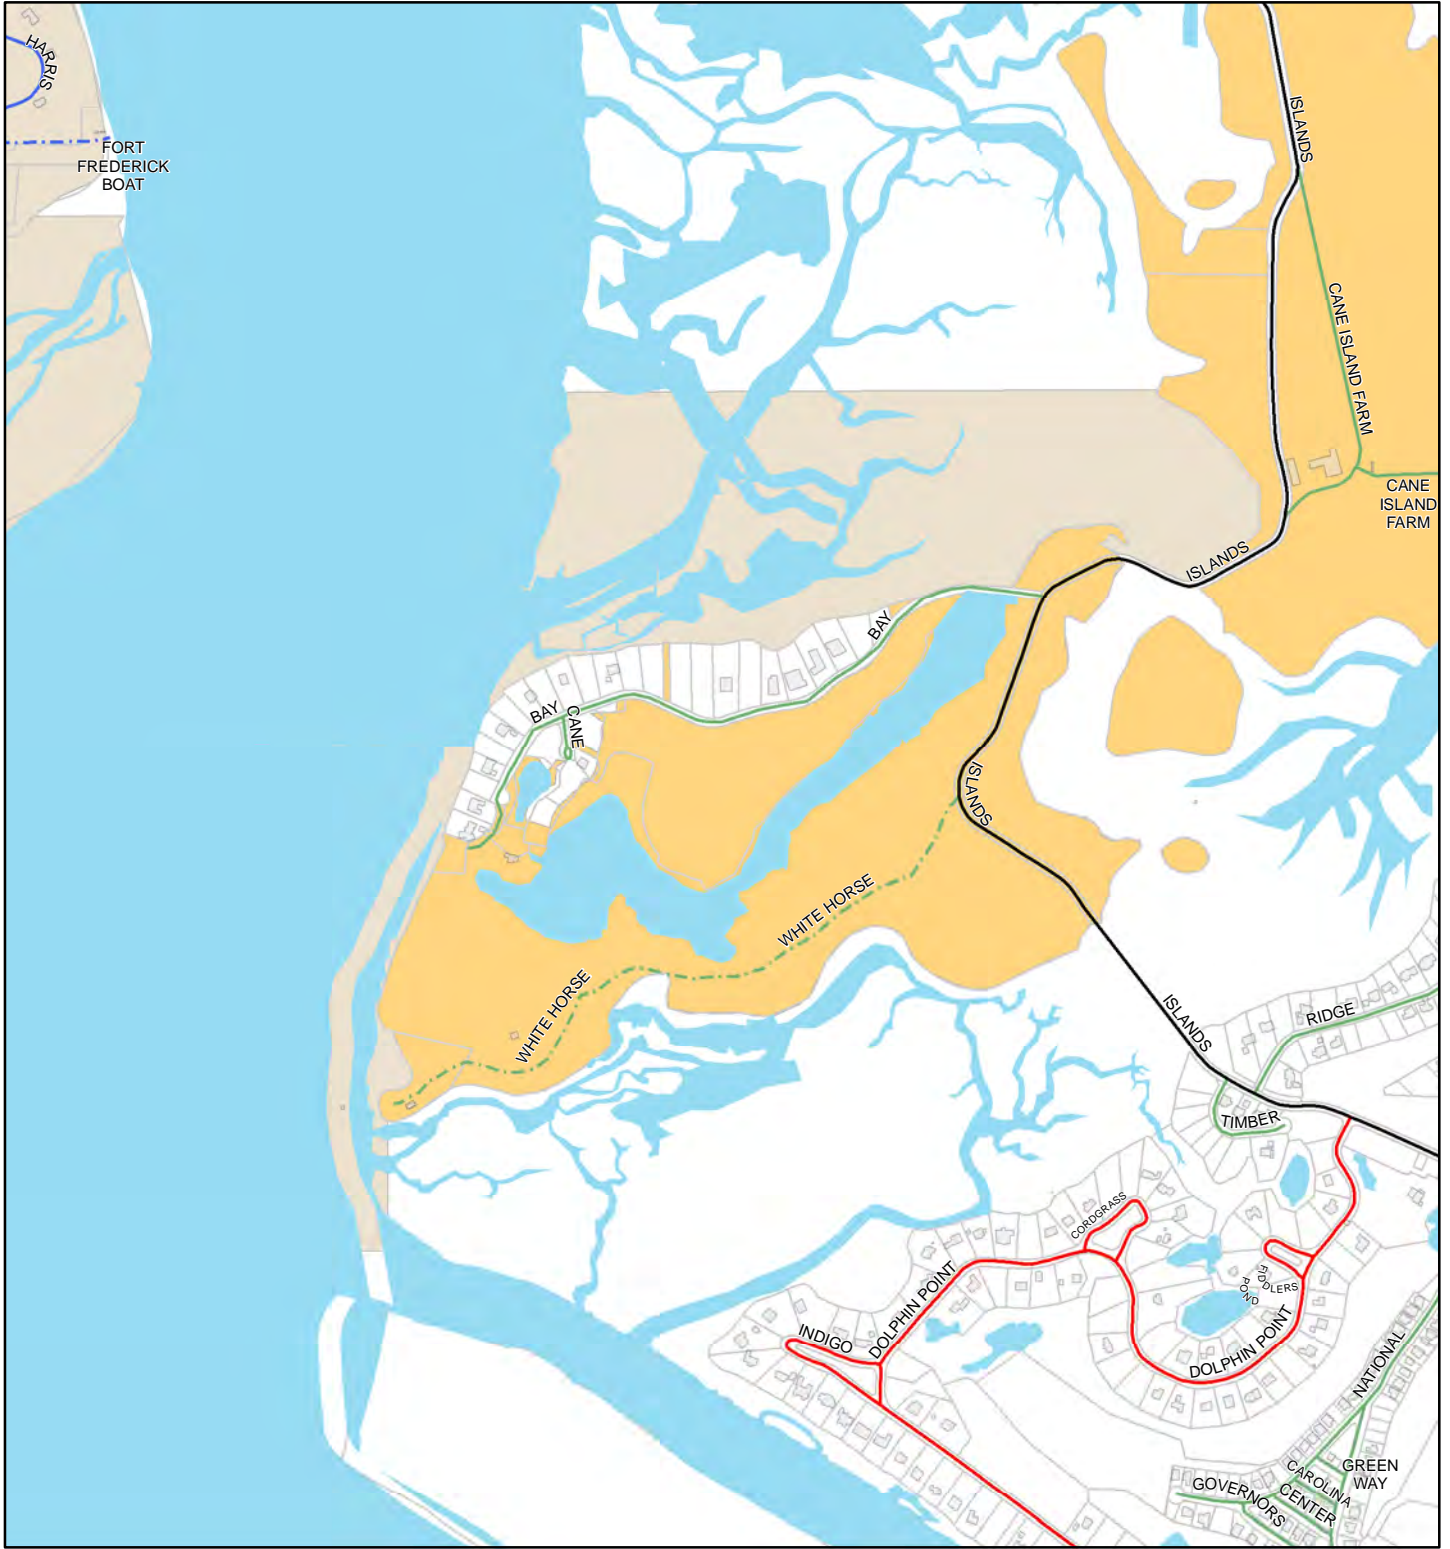 HARRIS
FORT
FREDERICK
BOAT
ISLANDS
CANE ISLAND FARM
CANE
ISLAND
FARM
ISLANDS
BAY
BAY
CANE
ISLANDS
WHITE HORSE
WHITE HORSE
ISLANDS
RIDGE
TIMBER
CORDGRASS
DOLPHIN POINT
FIDDLERS
POND
INDIGO
DOLPHIN POINT
NATIONAL
GREEN
WAY
CAROLINA
CENTER
GOVERNORS